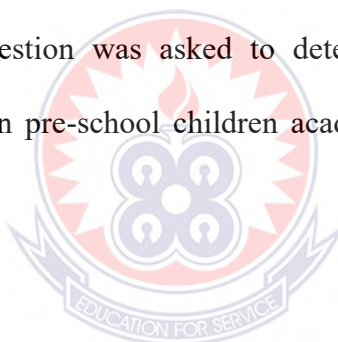 estion was asked to dete
n pre-school children acad
EDUCATION FOR SERVICE